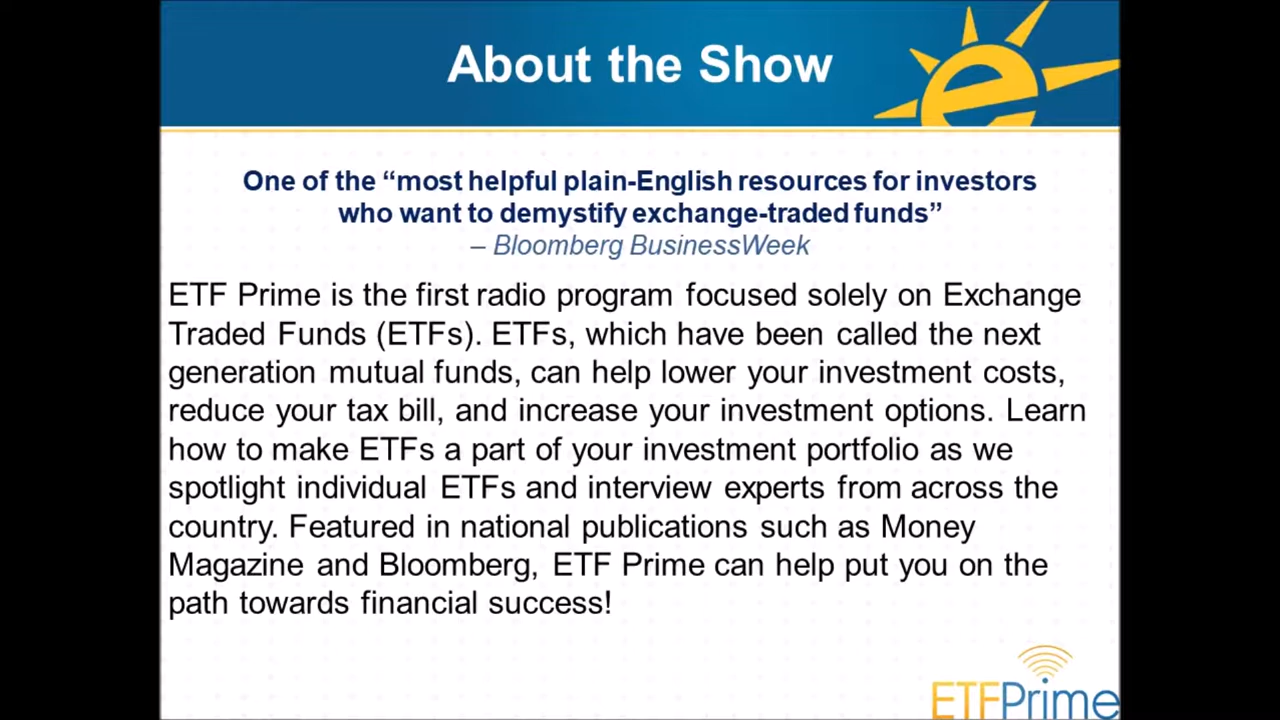 About the Show
One of the “most helpful plain-English resources for investors
who want to demystify exchange-traded funds”
– Bloomberg BusinessWeek
ETF Prime is the first radio program focused solely on Exchange
Traded Funds (ETFs). ETFs, which have been called the next
generation mutual funds, can help lower your investment costs,
reduce your tax bill, and increase your investment options. Learn
how to make ETFs a part of your investment portfolio as we
spotlight individual ETFs and interview experts from across the
country. Featured in national publications such as Money
Magazine and Bloomberg, ETF Prime can help put you on the
path towards financial success!
ETFPrime